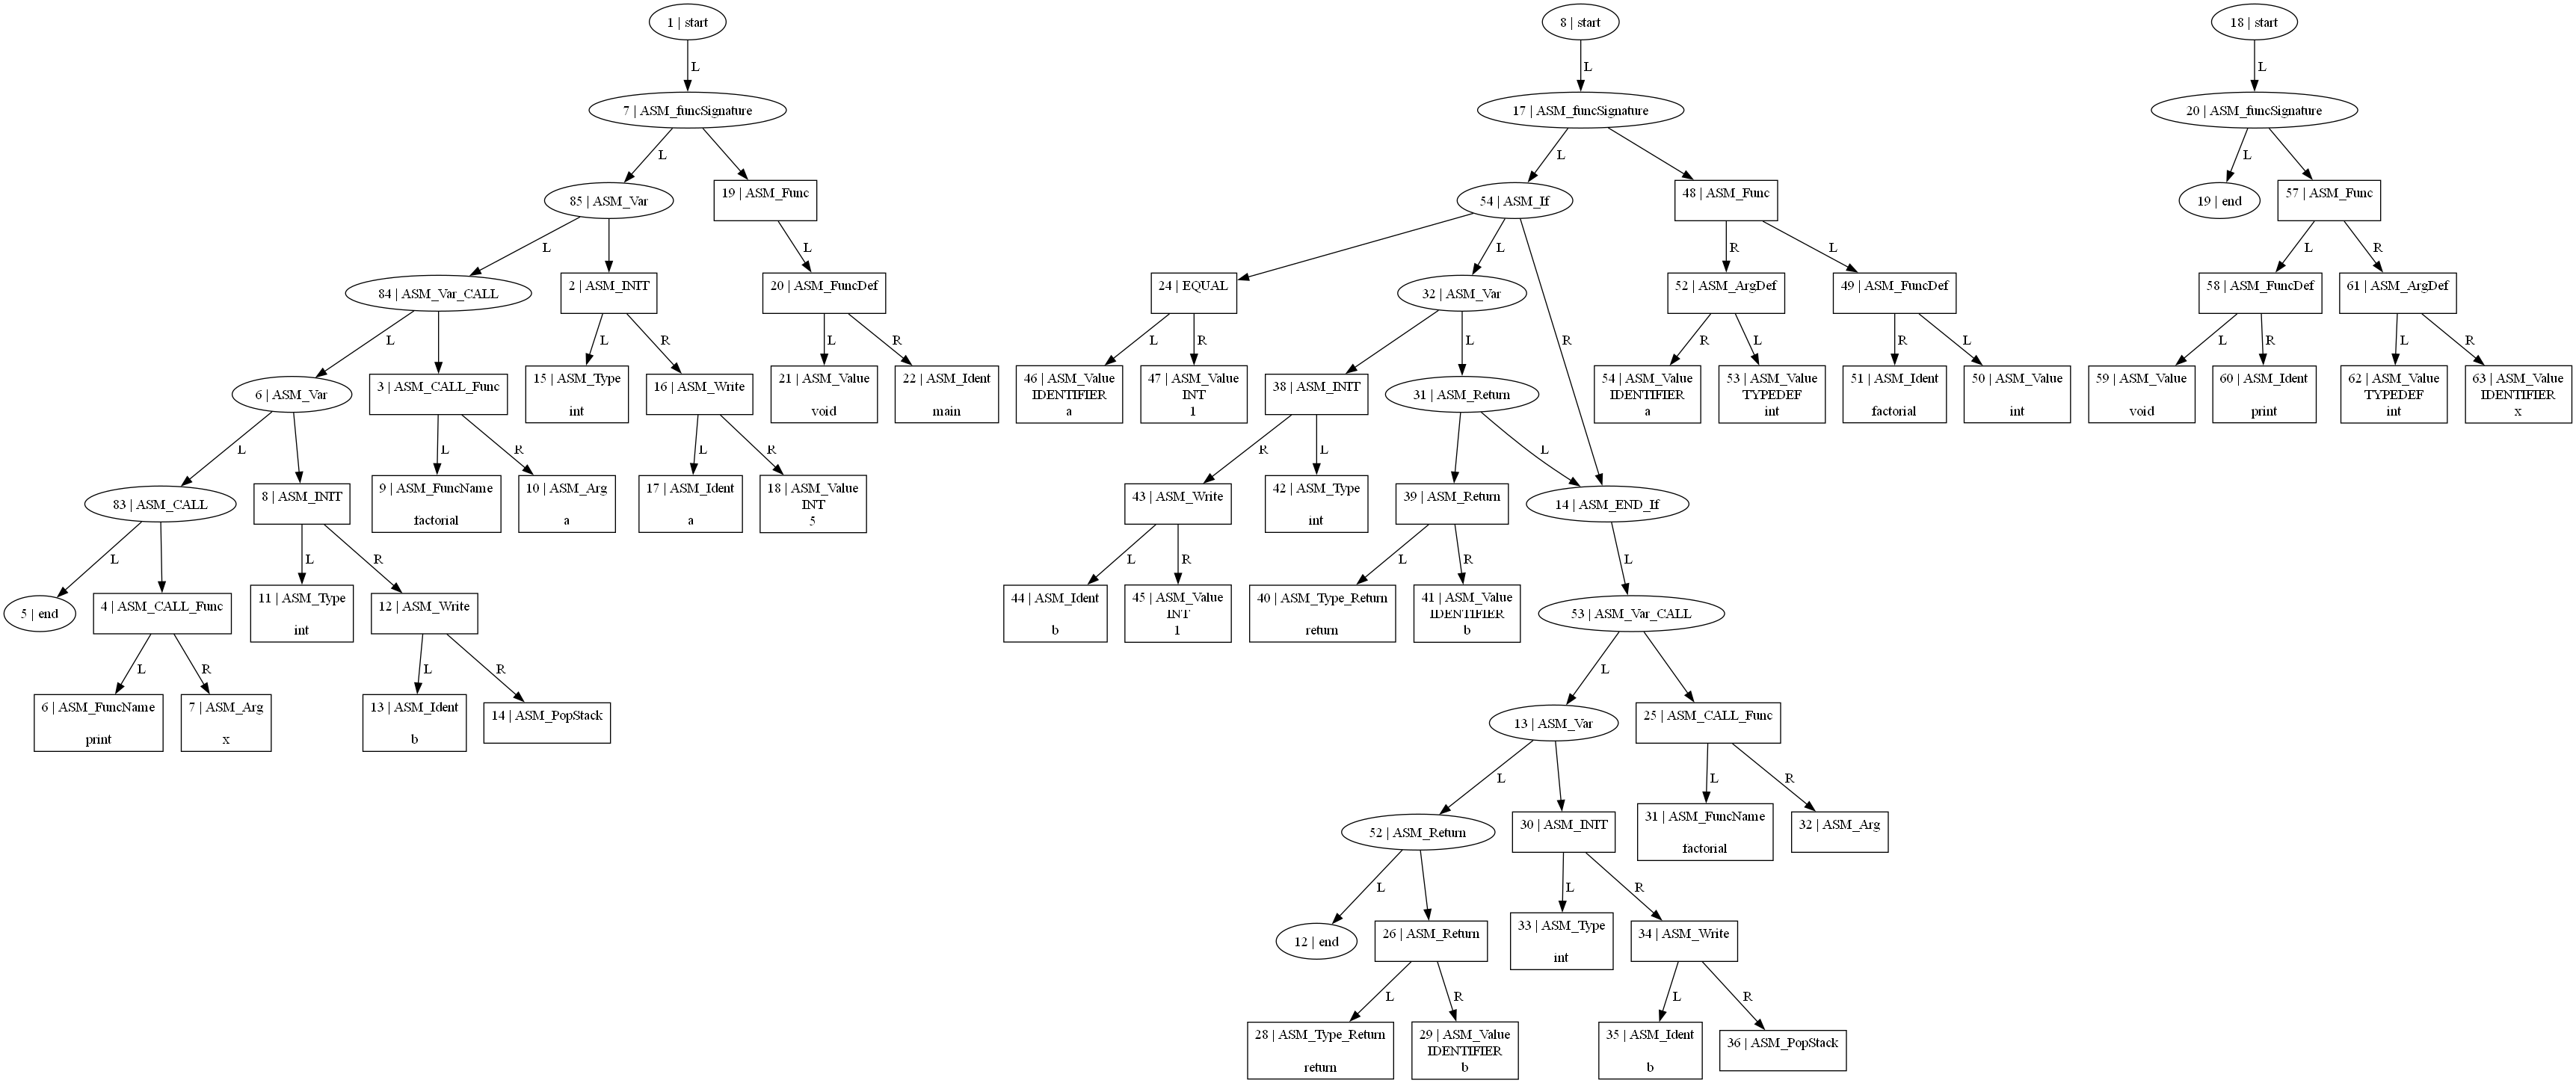 1 | start
8 | start
18 | start
L
L
L
7 | ASM_funcSignature
17 | ASM_funcSignature
20 | ASM_funcSignature
L
L
L
85 | ASM_Var
19 | ASM_Func
54 | ASM_If
48 | ASM_Func
19 | end
57 | ASM_Func
L
L
L
R
R
L
L
R
84 | ASM_Var_CALL
2 | ASM_INIT
20 | ASM_FuncDef
24 | EQUAL
32 | ASM_Var
52 | ASM_ArgDef
49 | ASM_FuncDef
58 | ASM_FuncDef
61 | ASM_ArgDef
L
L
R
L
R
L
R
L
R
L
R
L
L
R
L
R
6 | ASM_Var
3 | ASM_CALL_Func
15 | ASM_Type
int
16 | ASM_Write
21 | ASM_Value
void
22 | ASM_Ident
main
46 | ASM_Value
IDENTIFIER
a
47 | ASM_Value
INT
1
38 | ASM_INIT
31 | ASM_Return
54 | ASM_Value
IDENTIFIER
a
53 | ASM_Value
TYPEDEF
int
51 | ASM_Ident
factorial
50 | ASM_Value
int
59 | ASM_Value
void
60 | ASM_Ident
print
62 | ASM_Value
TYPEDEF
int
63 | ASM_Value
IDENTIFIER
x
L
L
R
L
R
R
L
L
83 | ASM_CALL
8 | ASM_INIT
9 | ASM_FuncName
factorial
10 | ASM_Arg
a
17 | ASM_Ident
a
18 | ASM_Value
INT
5
43 | ASM_Write
42 | ASM_Type
int
39 | ASM_Return
14 | ASM_END_If
L
L
R
L
R
L
R
L
5 | end
4 | ASM_CALL_Func
11 | ASM_Type
int
12 | ASM_Write
44 | ASM_Ident
b
45 | ASM_Value
INT
1
40 | ASM_Type_Return
return
41 | ASM_Value
IDENTIFIER
b
53 | ASM_Var_CALL
L
R
L
R
L
6 | ASM_FuncName
print
7 | ASM_Arg
x
13 | ASM_Ident
b
14 | ASM_PopStack
13 | ASM_Var
25 | ASM_CALL_Func
L
L
R
52 | ASM_Return
30 | ASM_INIT
31 | ASM_FuncName
factorial
32 | ASM_Arg
L
L
R
12 | end
26 | ASM_Return
33 | ASM_Type
int
34 | ASM_Write
L
R
L
R
28 | ASM_Type_Return
return
29 | ASM_Value
IDENTIFIER
b
35 | ASM_Ident
b
36 | ASM_PopStack